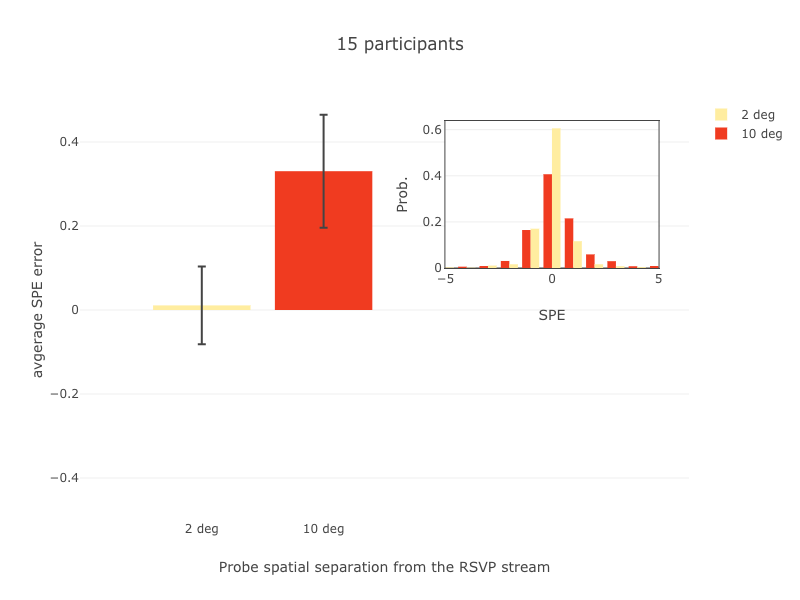 15 participants
2 deg
10 deg
avgerage SPE error
0.4
0.2
0
−0.2
−0.4
2 deg
10 deg
Probe spatial separation from the RSVP stream
Prob.
0.6
0.4
0.2
0
−5
0
5
SPE